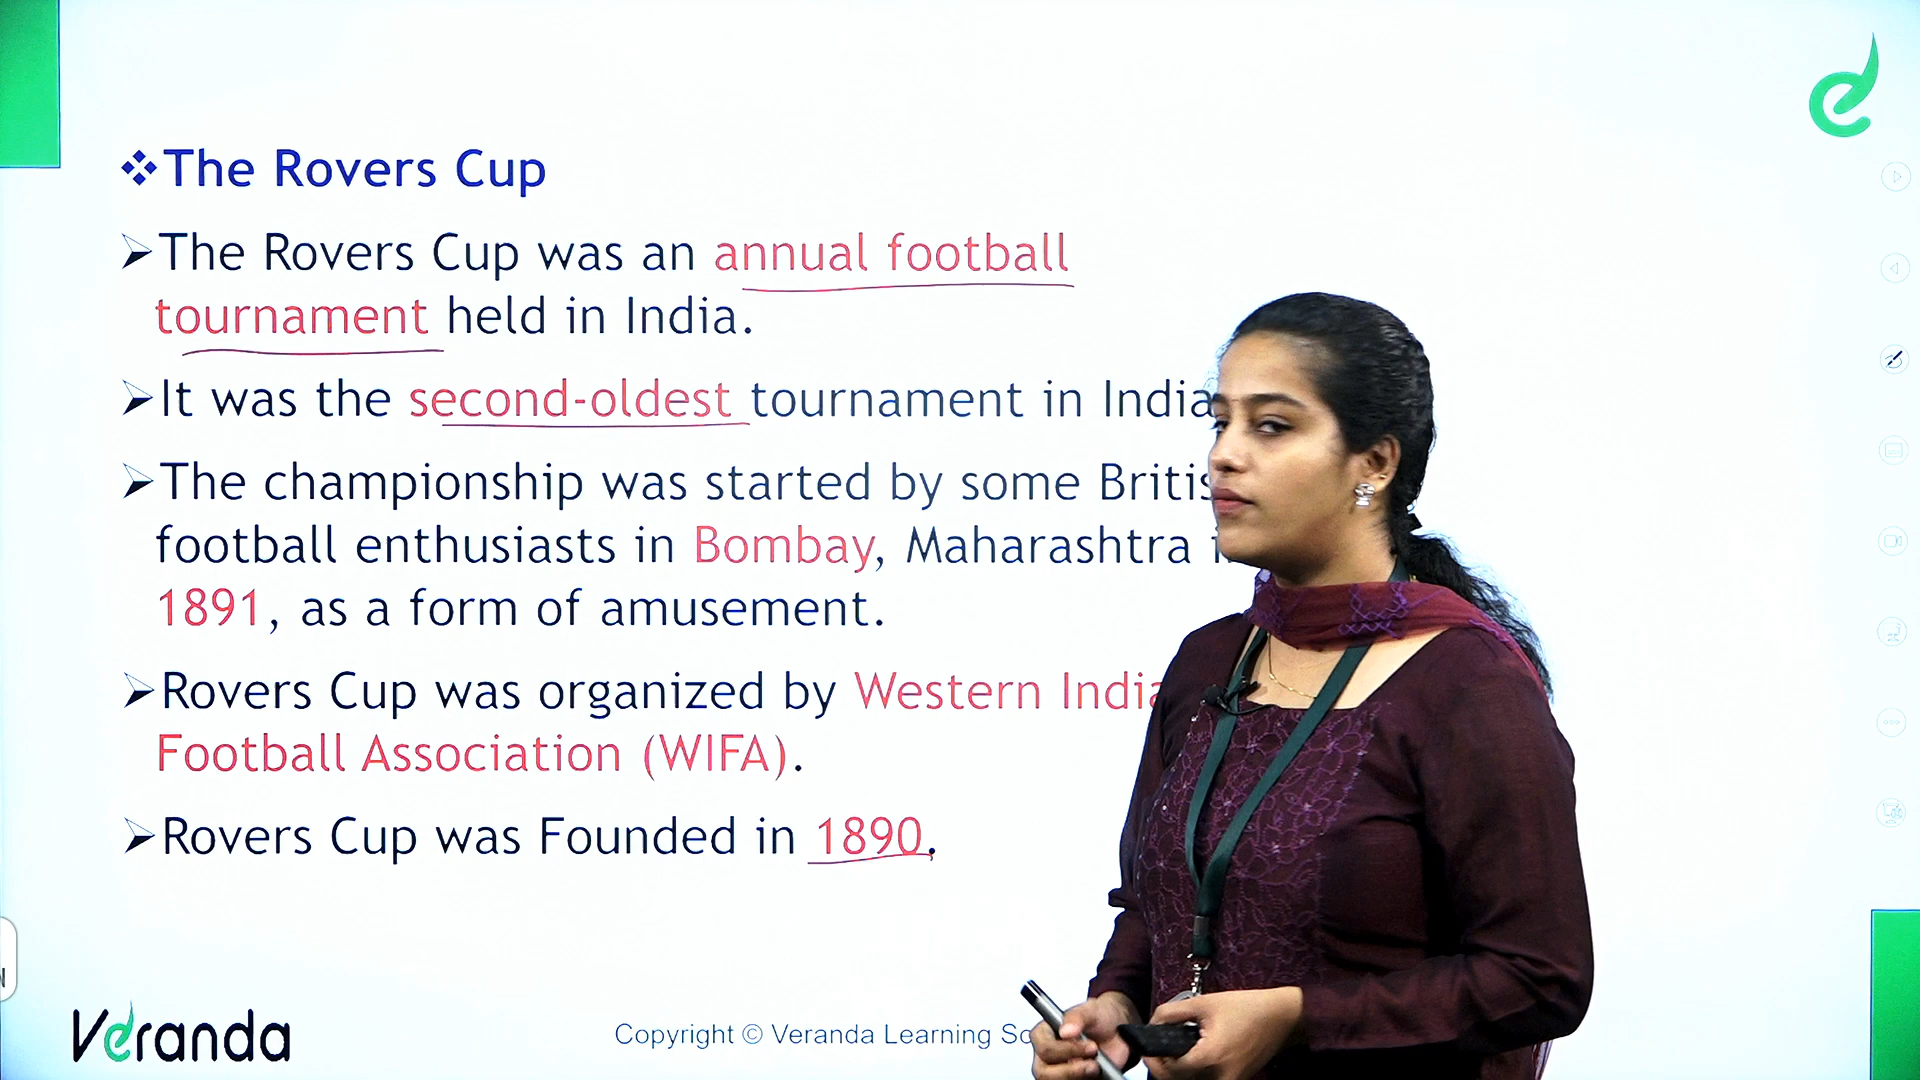 The Rovers Cup
The Rovers Cup was an annual football
tournament held in India.
It was the second-oldest tournament in India
The championship was started by some
football enthusiasts in Bombay, Maharashtra
1891, as a form of amusement.
Rovers Cup was organized by Western India
Football Association (WIFA).
Rovers Cup was Founded in 1890.
Veranda
Copyright © Veranda Learning